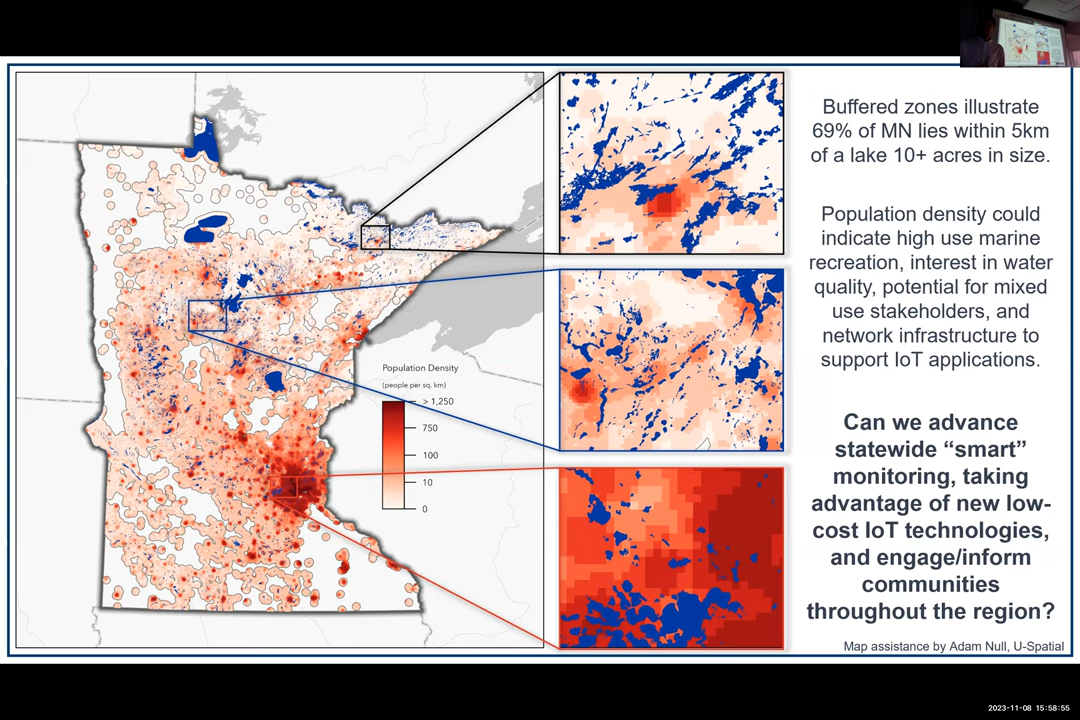 Buffered zones illustrate
69% of MN lies within 5km
of a lake 10+ acres in size.
Population density could
indicate high use marine
recreation, interest in water
quality, potential for mixed
use stakeholders, and
network infrastructure to
support IoT applications.
Can we advance
statewide “smart”
monitoring, taking
advantage of new low-
cost IoT technologies,
and engage/inform
communities
throughout the region?
Map assistance by Adam Null, U-Spatial
Population Density
(people per sq. km)
> 1,250
750
100
10
0
2023-11-08 15:58:55